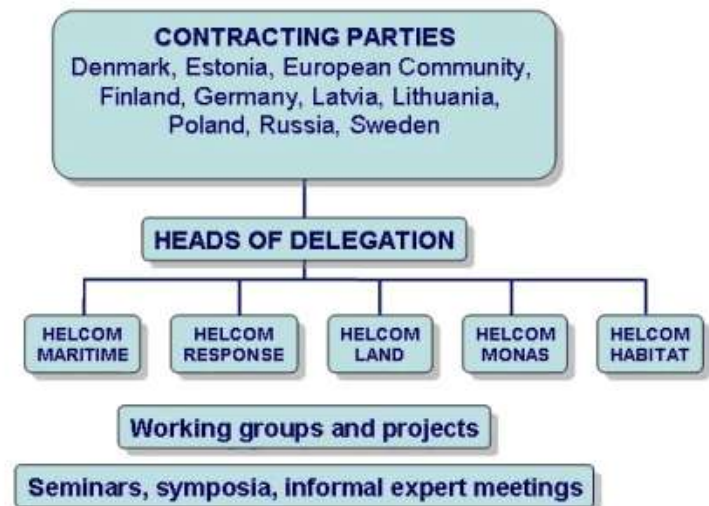 CONTRACTING PARTIES
Denmark, Estonia, European Community,
Finland, Germany, Latvia, Lithuania,
Poland, Russia, Sweden
HEADS OF DELEGATION
HELCOM
MARITIME
HELCOM
RESPONSE
HELCOM
LAND
HELCOM
MONAS
HELCOM
HABITAT
Working groups and projects
Seminars, symposia, informal expert meetings